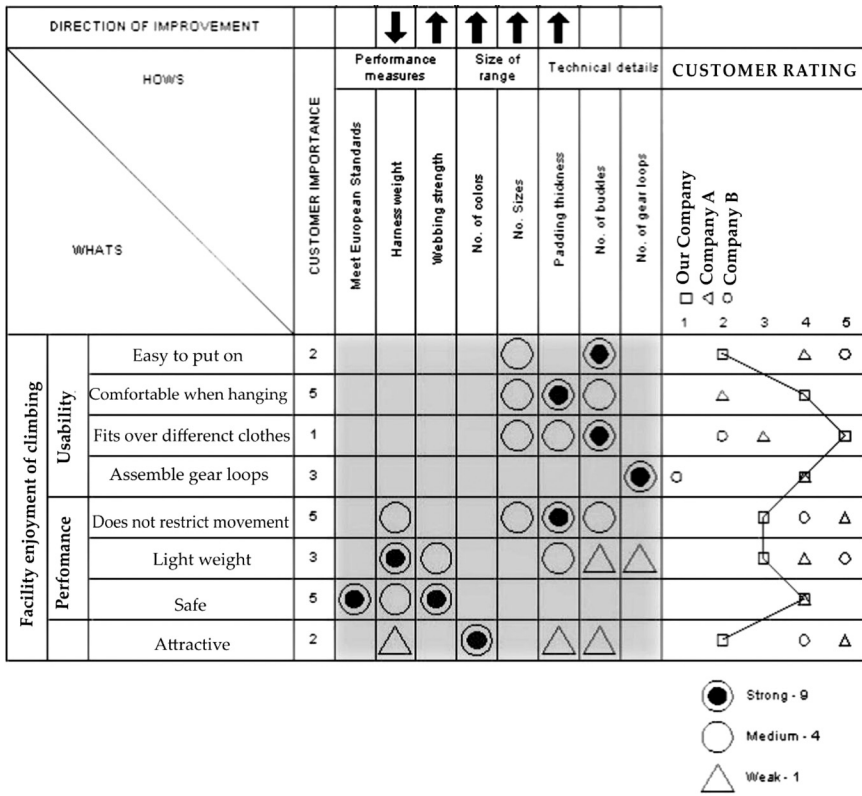 DIRECTION OF IMPROVEMENT
HOWS
WHATS
CUSTOMER IMPORTANCE
Performance
measures
Size of
range
Technical details
CUSTOMER RATING
Meet European Standards
Harness weight
Webbing strength
No. of colors
No. Sizes
Padding thickness
No. of buckles
No. of gear loops
Our Company
Company A
Company B
1 2 3 4 5
Facility enjoyment of climbing
Usability
Easy to put on 2
Comfortable when hanging 5
Fits over differenct clothes 1
Assemble gear loops 3
Perfomance
Does not restrict movement 5
Light weight 3
Safe 5
Attractive 2
Strong - 9
Medium - 4
Weak - 1